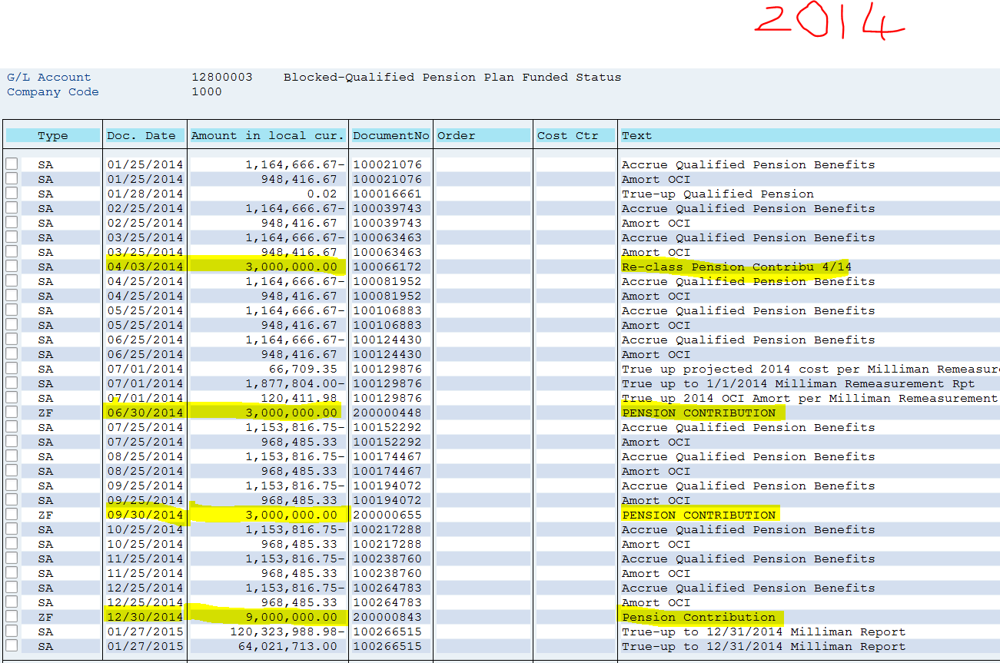 2014
G/L Account 12800003 Blocked-Qualified Pension Plan Funded Status
Company Code 1000
Type Doc. Date Amount in local cur. DocumentNo Order Cost Ctr Text
SA 01/25/2014 1,164,666.67- 100021076 Accrue Qualified Pension Benefits
SA 01/25/2014 948,416.67 100021076 Amort OCI
SA 01/28/2014 0.02 100016661 True-up Qualified Pension
SA 02/25/2014 1,164,666.67- 100039743 Accrue Qualified Pension Benefits
SA 02/25/2014 948,416.67 100039743 Amort OCI
SA 03/25/2014 1,164,666.67- 100063463 Accrue Qualified Pension Benefits
SA 03/25/2014 948,416.67 100063463 Amort OCI
SA 04/03/2014 3,000,000.00 100066172 Re-class Pension Contribu 4/14
SA 04/25/2014 1,164,666.67- 100081952 Accrue Qualified Pension Benefits
SA 04/25/2014 948,416.67 100081952 Amort OCI
SA 05/25/2014 1,164,666.67- 100106883 Accrue Qualified Pension Benefits
SA 05/25/2014 948,416.67 100106883 Amort OCI
SA 06/25/2014 1,164,666.67- 100124430 Accrue Qualified Pension Benefits
SA 06/25/2014 948,416.67 100124430 Amort OCI
SA 07/01/2014 66,709.35 100129876 True up projected 2014 cost per Milliman Remeasur
SA 07/01/2014 1,877,804.00- 100129876 True up to 1/1/2014 Milliman Remeasurement Rpt
SA 07/01/2014 120,411.98 100129876 True up 2014 OCI Amort per Milliman Remeasurement
ZF 06/30/2014 3,000,000.00 200000448 PENSION CONTRIBUTION
SA 07/25/2014 1,153,816.75- 100152292 Accrue Qualified Pension Benefits
SA 07/25/2014 968,485.33 100152292 Amort OCI
SA 08/25/2014 1,153,816.75- 100174467 Accrue Qualified Pension Benefits
SA 08/25/2014 968,485.33 100174467 Amort OCI
SA 09/25/2014 1,153,816.75- 100194072 Accrue Qualified Pension Benefits
SA 09/25/2014 968,485.33 100194072 Amort OCI
ZF 09/30/2014 3,000,000.00 200000655 PENSION CONTRIBUTION
SA 10/25/2014 1,153,816.75- 100217288 Accrue Qualified Pension Benefits
SA 10/25/2014 968,485.33 100217288 Amort OCI
SA 11/25/2014 1,153,816.75- 100238760 Accrue Qualified Pension Benefits
SA 11/25/2014 968,485.33 100238760 Amort OCI
SA 12/25/2014 1,153,816.75- 100264783 Accrue Qualified Pension Benefits
SA 12/25/2014 968,485.33 100264783 Amort OCI
ZF 12/30/2014 9,000,000.00 200000843 Pension Contribution
SA 01/27/2015 120,323,988.98- 100266515 True-up to 12/31/2014 Milliman Report
SA 01/27/2015 64,021,713.00 100266515 True-up to 12/31/2014 Milliman Report